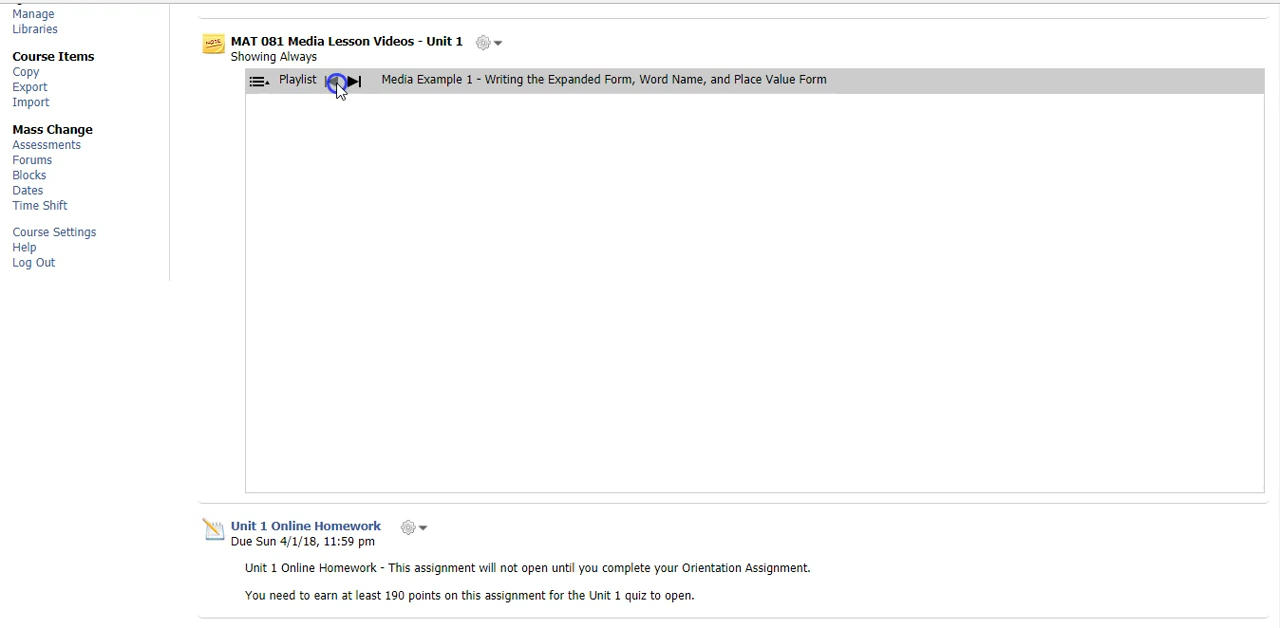 Manage
Libraries
Course Items
Copy
Export
Import
Mass Change
Assessments
Forums
Blocks
Dates
Time Shift
Course Settings
Help
Log Out
NOTE
MAT 081 Media Lesson Videos - Unit 1
Showing Always
Playlist
Media Example 1 - Writing the Expanded Form, Word Name, and Place Value Form
Unit 1 Online Homework
Due Sun 4/1/18, 11:59 pm
Unit 1 Online Homework - This assignment will not open until you complete your Orientation Assignment.
You need to earn at least 190 points on this assignment for the Unit 1 quiz to open.